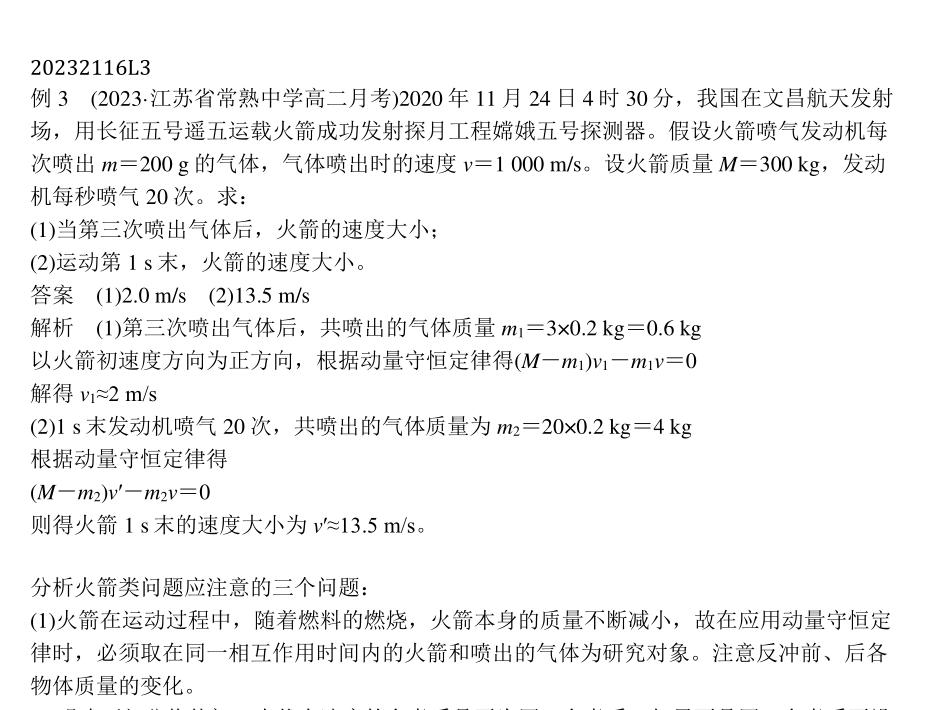 20232116L3
例 3　(2023·江苏省常熟中学高二月考)2020 年 11 月 24 日 4 时 30 分，我国在文昌航天发射
场，用长征五号遥五运载火箭成功发射探月工程嫦娥五号探测器。假设火箭喷气发动机每
次喷出 m＝200 g 的气体，气体喷出时的速度 v＝1 000 m/s。设火箭质量 M＝300 kg，发动
机每秒喷气 20 次。求：
(1)当第三次喷出气体后，火箭的速度大小；
(2)运动第 1 s 末，火箭的速度大小。
答案　(1)2.0 m/s　(2)13.5 m/s
解析　(1)第三次喷出气体后，共喷出的气体质量 m₁＝3×0.2 kg＝0.6 kg
以火箭初速度方向为正方向，根据动量守恒定律得(M－m₁)v₁－m₁v＝0
解得 v₁≈2 m/s
(2)1 s 末发动机喷气 20 次，共喷出的气体质量为 m₂＝20×0.2 kg＝4 kg
根据动量守恒定律得
(M－m₂)v′－m₂v＝0
则得火箭 1 s 末的速度大小为 v′≈13.5 m/s。
分析火箭类问题应注意的三个问题：
(1)火箭在运动过程中，随着燃料的燃烧，火箭本身的质量不断减小，故在应用动量守恒定
律时，必须取在同一相互作用时间内的火箭和喷出的气体为研究对象。注意反冲前、后各
物体质量的变化。